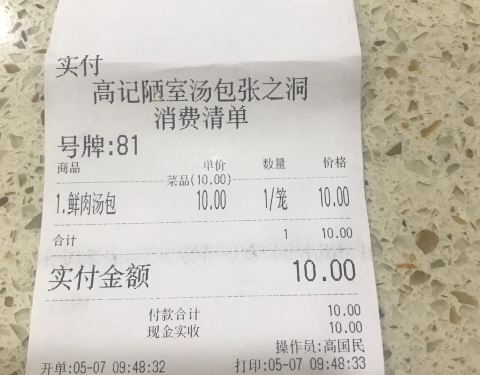 实付
高记陋室汤包张之洞
消费清单
号牌:81
商品 单价 数量 价格
菜品(10.00)
1.鲜肉汤包 10.00 1/笼 10.00
合计 1 10.00
实付金额 10.00
付款合计 10.00
现金实收 10.00
操作员:高国民
开单:05-07 09:48:32 打印:05-07 09:48:33